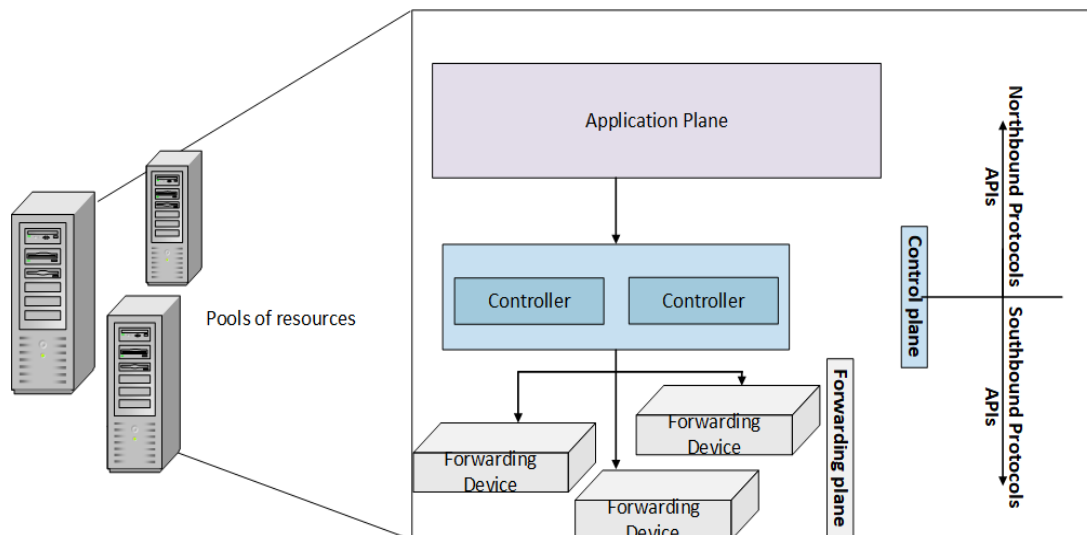 Application Plane
Northbound Protocols
APIs
Control plane
Controller
Controller
Pools of resources
Southbound Protocols
APIs
Forwarding plane
Forwarding
Device
Forwarding
Device
Forwarding
Device